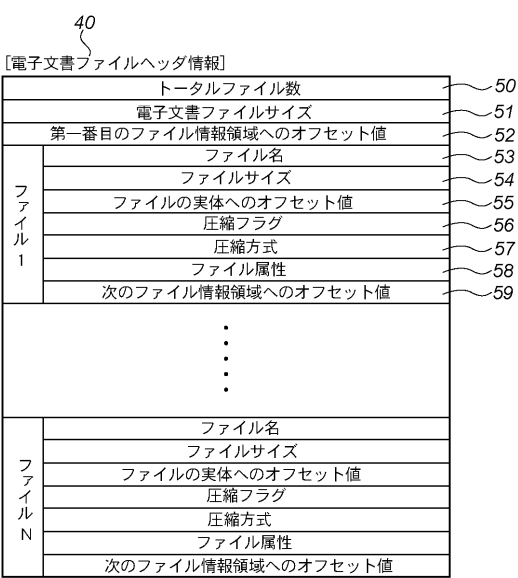 40
[電子文書ファイルヘッダ情報]
トータルファイル数 50
電子文書ファイルサイズ 51
第一番目のファイル情報領域へのオフセット値 52
ファイル1
ファイル名 53
ファイルサイズ 54
ファイルの実体へのオフセット値 55
圧縮フラグ 56
圧縮方式 57
ファイル属性 58
次のファイル情報領域へのオフセット値 59
ファイルN
ファイル名
ファイルサイズ
ファイルの実体へのオフセット値
圧縮フラグ
圧縮方式
ファイル属性
次のファイル情報領域へのオフセット値